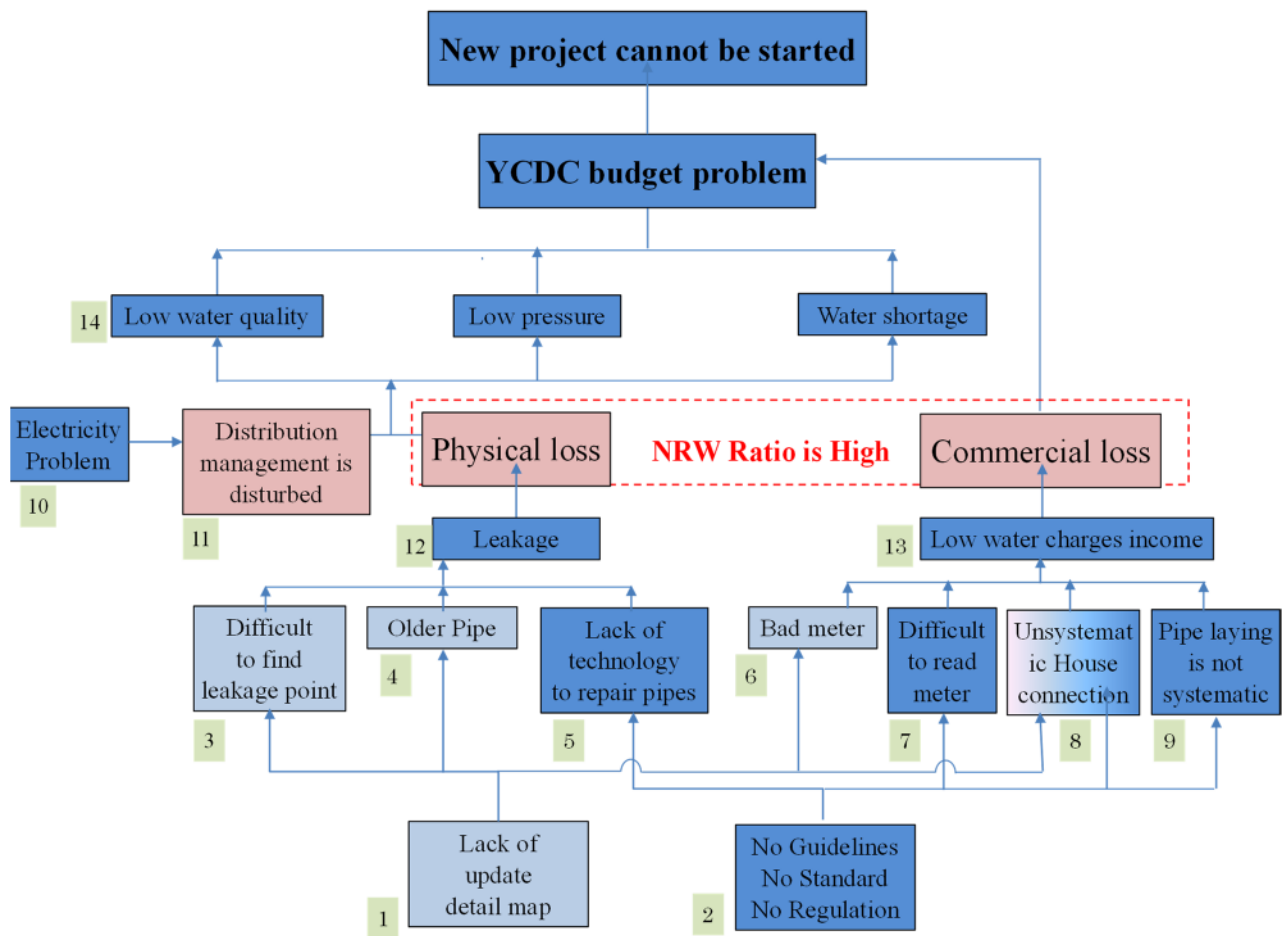 New project cannot be started
YCDC budget problem
14
Low water quality
Low pressure
Water shortage
Electricity
Problem
10
Distribution
management is
disturbed
11
Physical loss
NRW Ratio is High
Commercial loss
12
Leakage
13
Low water charges income
Difficult
to find
leakage point
3
Older Pipe
4
Lack of
technology
to repair pipes
5
Bad meter
6
Difficult
to read
meter
7
Unsystemat
ic House
connection
8
Pipe laying
is not
systematic
9
Lack of
update
detail map
1
No Guidelines
No Standard
No Regulation
2